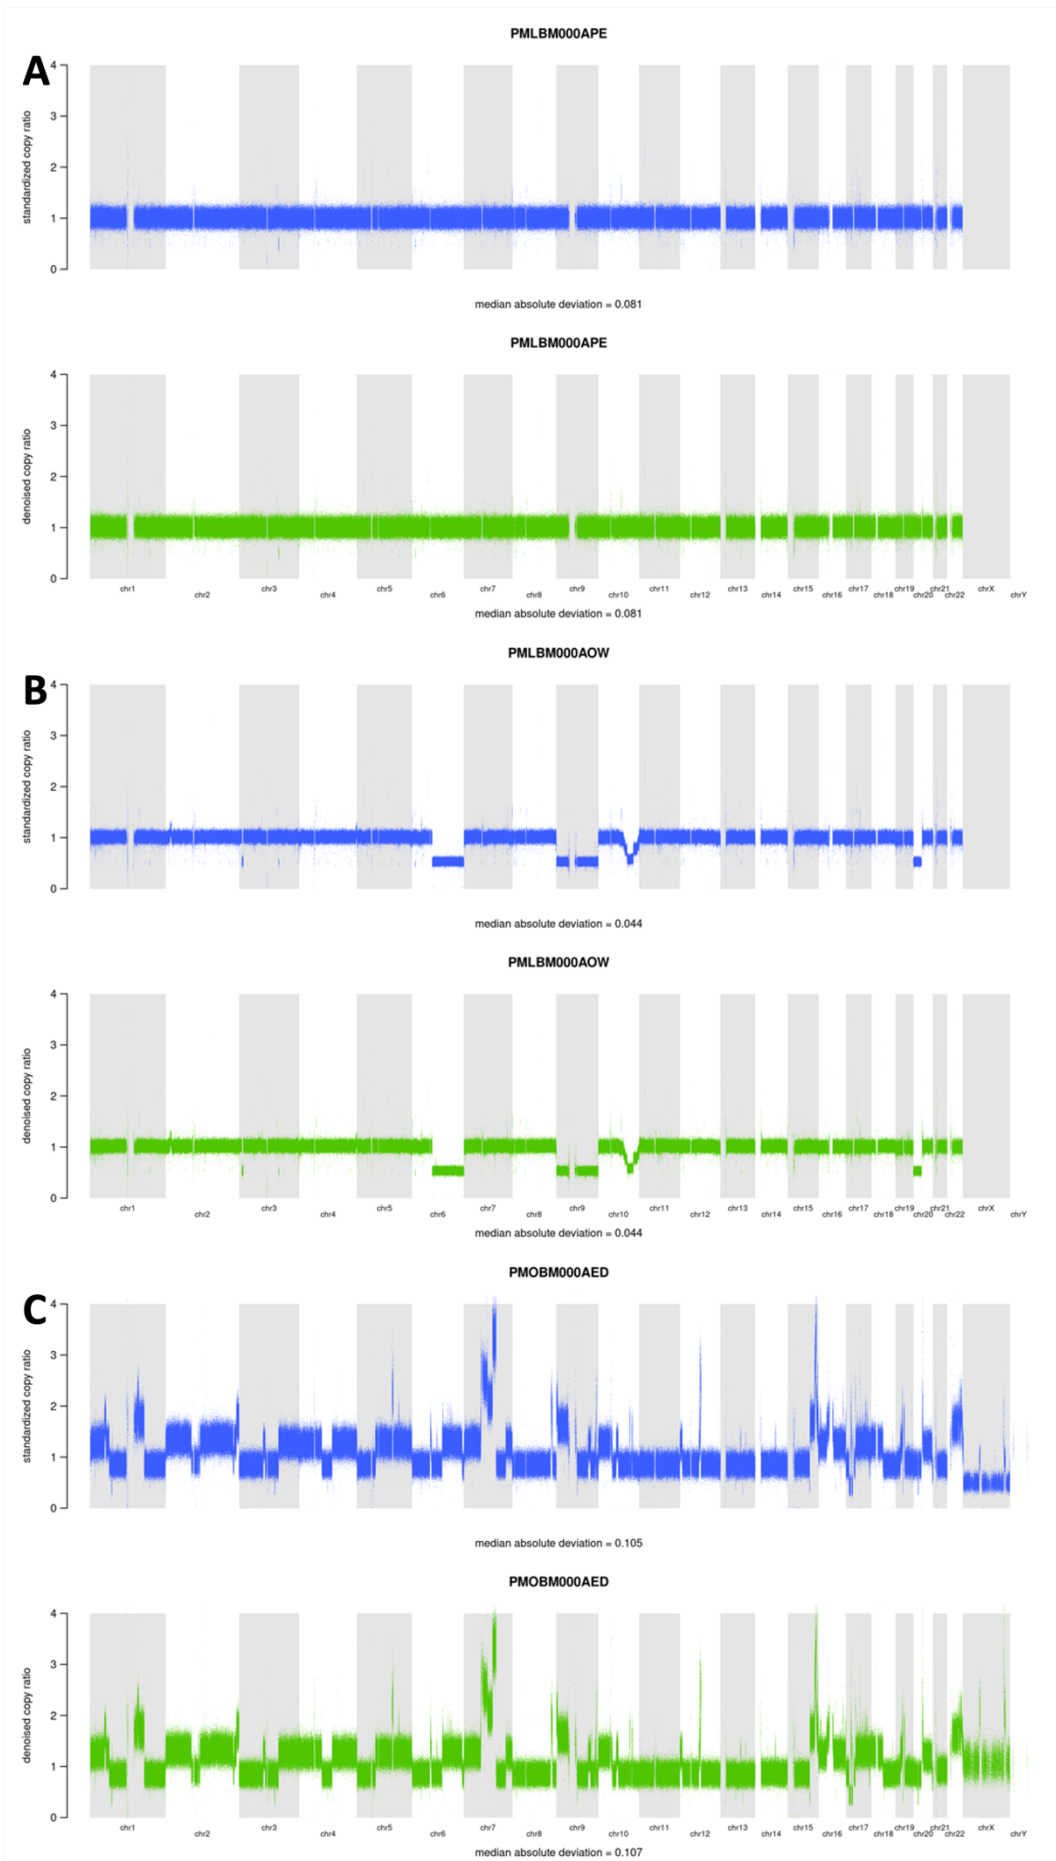 PMLBM000APE
A
4
3
2
1
0
standardized copy ratio
median absolute deviation = 0.081
PMLBM000APE
4
3
2
1
0
denoised copy ratio
chr1 chr2 chr3 chr4 chr5 chr6 chr7 chr8 chr9 chr10 chr11 chr12 chr13 chr14 chr15 chr16 chr17 chr18 chr19 chr20 chr21 chr22 chrX chrY
median absolute deviation = 0.081
PMLBM000AOW
B
4
3
2
1
0
standardized copy ratio
median absolute deviation = 0.044
PMLBM000AOW
4
3
2
1
0
denoised copy ratio
chr1 chr2 chr3 chr4 chr5 chr6 chr7 chr8 chr9 chr10 chr11 chr12 chr13 chr14 chr15 chr16 chr17 chr18 chr19 chr20 chr21 chr22 chrX chrY
median absolute deviation = 0.044
PMOBM000AED
C
4
3
2
1
0
standardized copy ratio
median absolute deviation = 0.105
PMOBM000AED
4
3
2
1
0
denoised copy ratio
chr1 chr2 chr3 chr4 chr5 chr6 chr7 chr8 chr9 chr10 chr11 chr12 chr13 chr14 chr15 chr16 chr17 chr18 chr19 chr20 chr21 chr22 chrX chrY
median absolute deviation = 0.107